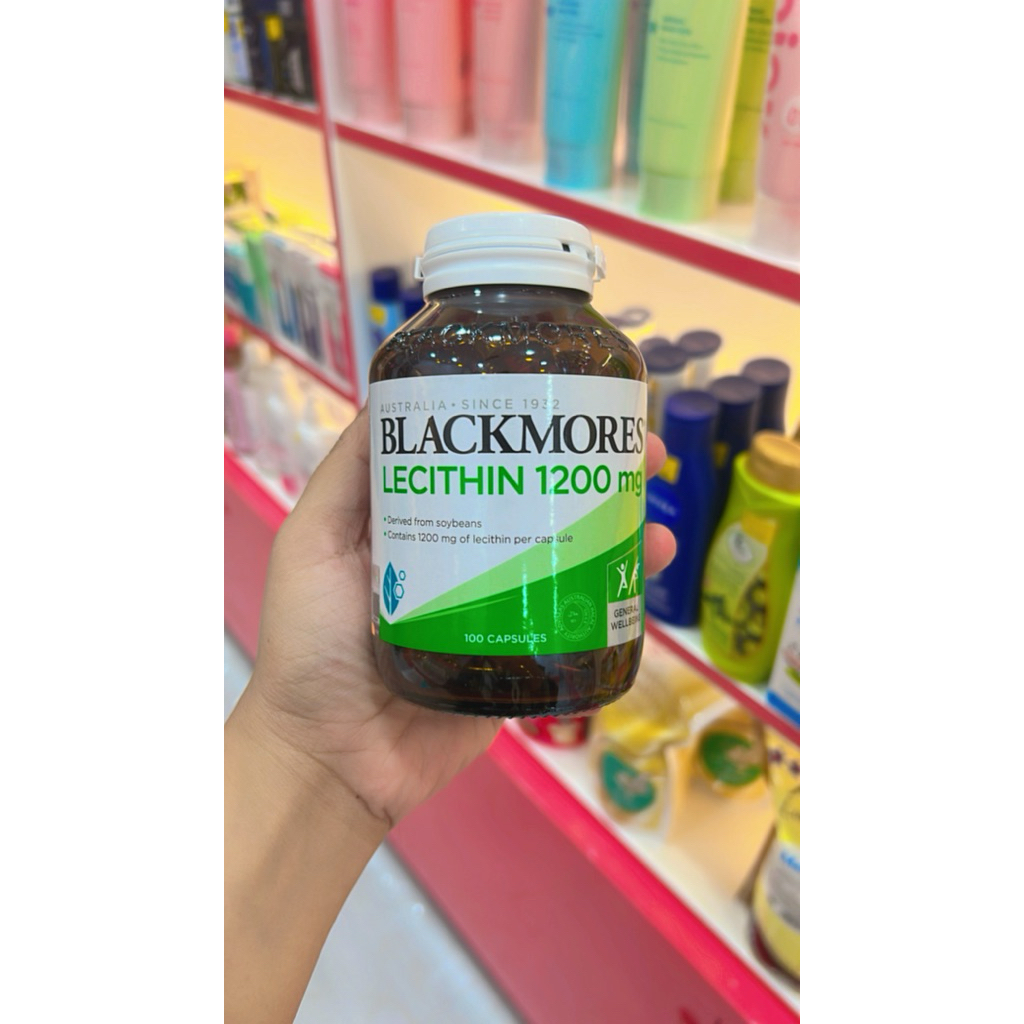 AUSTRALIA • SINCE 1932
BLACKMORES
LECITHIN 1200 mg
• Derived from soybeans
• Contains 1200 mg of lecithin per capsule
GENERAL
WELLBEING
100 CAPSULES